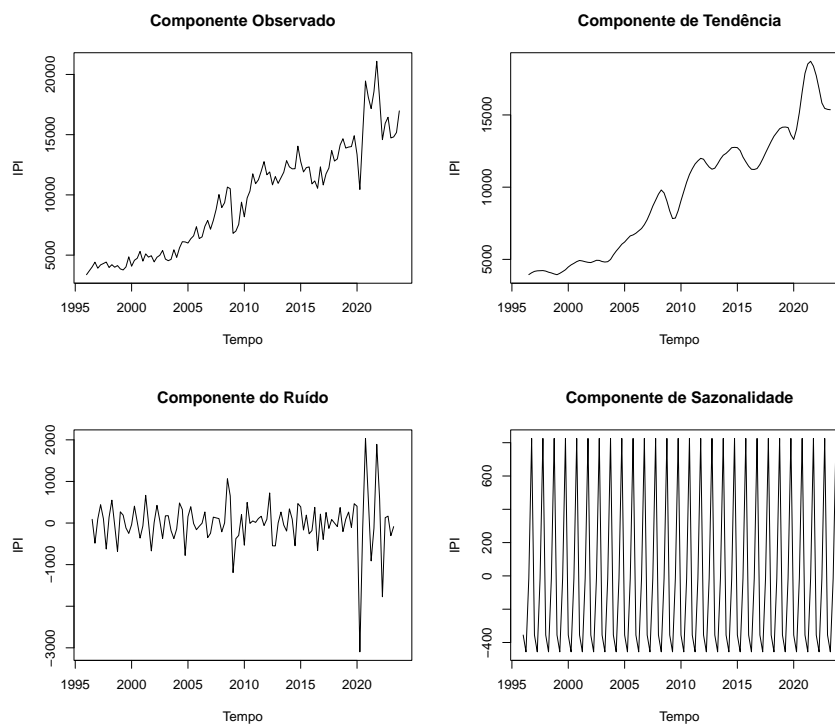 Componente Observado
IPI
20000
15000
10000
5000
1995 2000 2005 2010 2015 2020
Tempo
Componente de Tendência
IPI
15000
10000
5000
1995 2000 2005 2010 2015 2020
Tempo
Componente do Ruído
IPI
2000
1000
0
−1000
−3000
1995 2000 2005 2010 2015 2020
Tempo
Componente de Sazonalidade
IPI
600
200
0
−400
1995 2000 2005 2010 2015 2020
Tempo